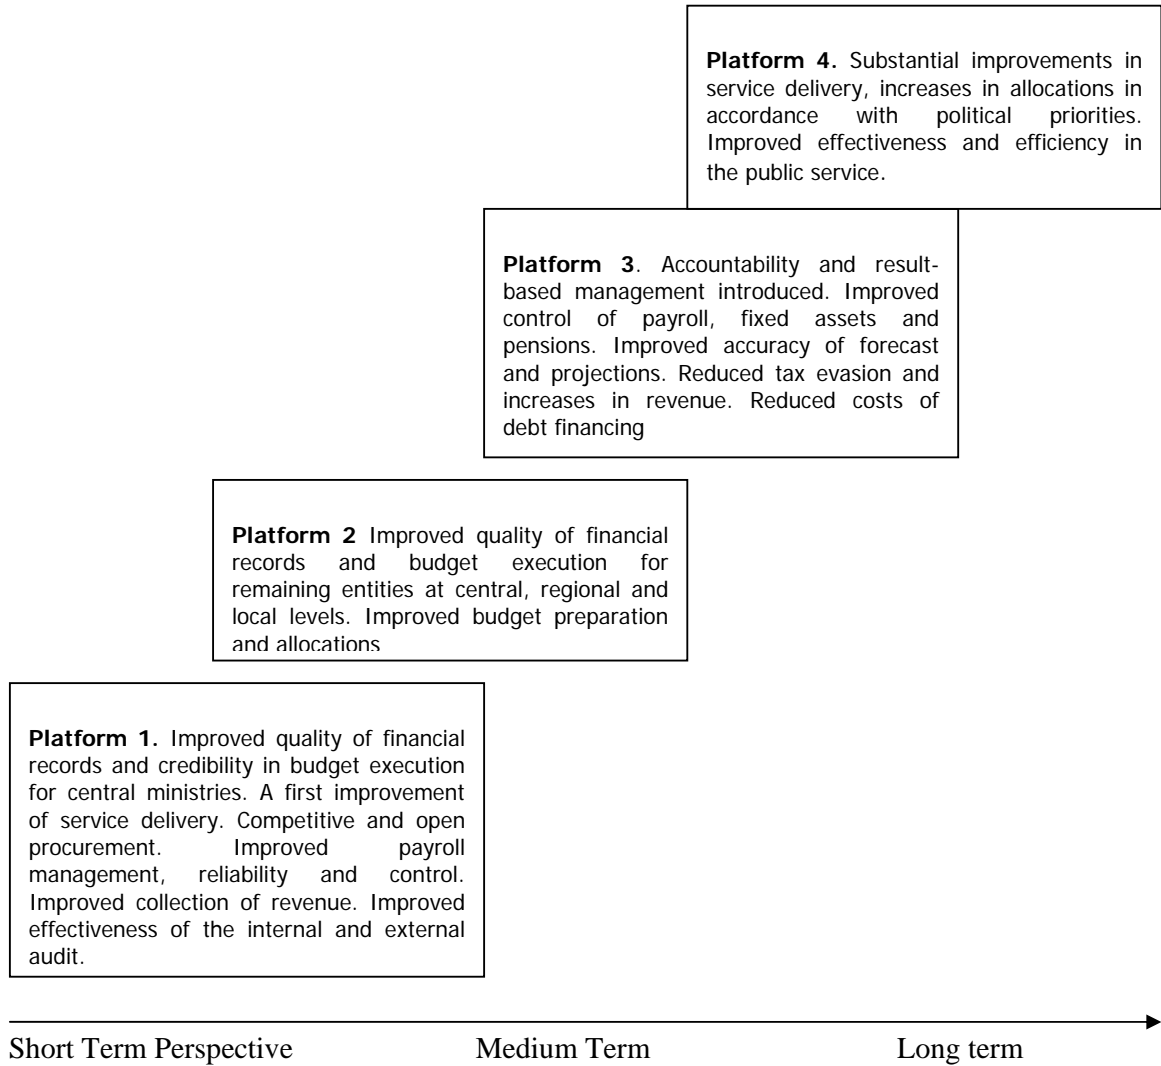 Platform 4. Substantial improvements in
service delivery, increases in allocations in
accordance with political priorities.
Improved effectiveness and efficiency in
the public service.
Platform 3. Accountability and result-
based management introduced. Improved
control of payroll, fixed assets and
pensions. Improved accuracy of forecast
and projections. Reduced tax evasion and
increases in revenue. Reduced costs of
debt financing
Platform 2 Improved quality of financial
records and budget execution for
remaining entities at central, regional and
local levels. Improved budget preparation
and allocations
Platform 1. Improved quality of financial
records and credibility in budget execution
for central ministries. A first improvement
of service delivery. Competitive and open
procurement. Improved payroll
management, reliability and control.
Improved collection of revenue. Improved
effectiveness of the internal and external
audit.
Short Term Perspective Medium Term Long term